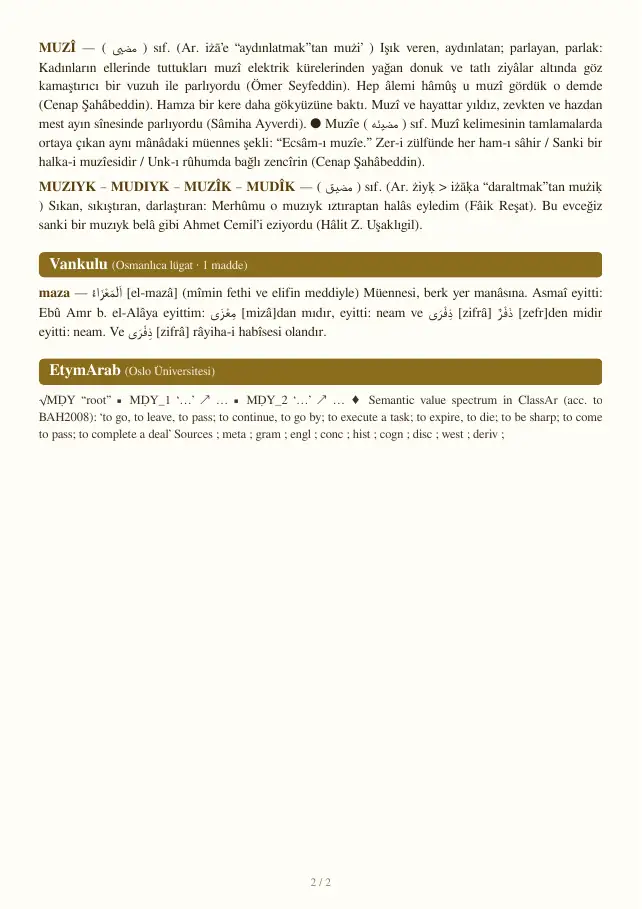 MUZÎ — ( مضيى ) sıf. (Ar. iżā’e “aydınlatmak”tan mużi’ ) Işık veren, aydınlatan; parlayan, parlak:
Kadınların ellerinde tuttukları muzî elektrik kürelerinden yağan donuk ve tatlı ziyâlar altında göz
kamaştırıcı bir vuzuh ile parlıyordu (Ömer Seyfeddin). Hep âlemi hâmûş u muzî gördük o demde
(Cenap Şahâbeddin). Hamza bir kere daha gökyüzüne baktı. Muzî ve hayattar yıldız, zevkten ve hazdan
mest ayın sînesinde parlıyordu (Sâmiha Ayverdi). ● Muzîe ( مضيئه ) sıf. Muzî kelimesinin tamlamalarda
ortaya çıkan aynı mânâdaki müennes şekli: “Ecsâm-ı muzîe.” Zer-i zülfünde her ham-ı sâhir / Sanki bir
halka-i muzîesidir / Unk-ı rûhumda bağlı zencîrin (Cenap Şahâbeddin).
MUZIYK – MUDIYK – MUZÎK – MUDÎK — ( مضيق ) sıf. (Ar. żiyḳ > iżāḳa “daraltmak”tan mużiḳ
) Sıkan, sıkıştıran, darlaştıran: Merhûmu o muzıyk ıztıraptan halâs eyledim (Fâik Reşat). Bu evceğiz
sanki bir muzıyk belâ gibi Ahmet Cemil’i eziyordu (Hâlit Z. Uşaklıgil).
Vankulu (Osmanlıca lügat · 1 madde)
maza — اَلْمَعْزَاءُ [el-mazâ] (mîmin fethi ve elifin meddiyle) Müennesi, berk yer manâsına. Asmaî eyitti:
Ebû Amr b. el-Alâya eyittim: مِعْزَى [mizâ]dan mıdır, eyitti: neam ve ذِفْرَى [zifrâ] ذَفْرٌ [zefr]den midir
eyitti: neam. Ve ذِفْرَى [zifrâ] râyiha-i habîsesi olandır.
EtymArab (Oslo Üniversitesi)
√MḌY “root” ▪ MḌY_1 ‘…’ ↗ … ▪ MḌY_2 ‘…’ ↗ … ♦ Semantic value spectrum in ClassAr (acc. to
BAH2008): ‘to go, to leave, to pass; to continue, to go by; to execute a task; to expire, to die; to be sharp; to come
to pass; to complete a deal’ Sources ; meta ; gram ; engl ; conc ; hist ; cogn ; disc ; west ; deriv ;
2 / 2